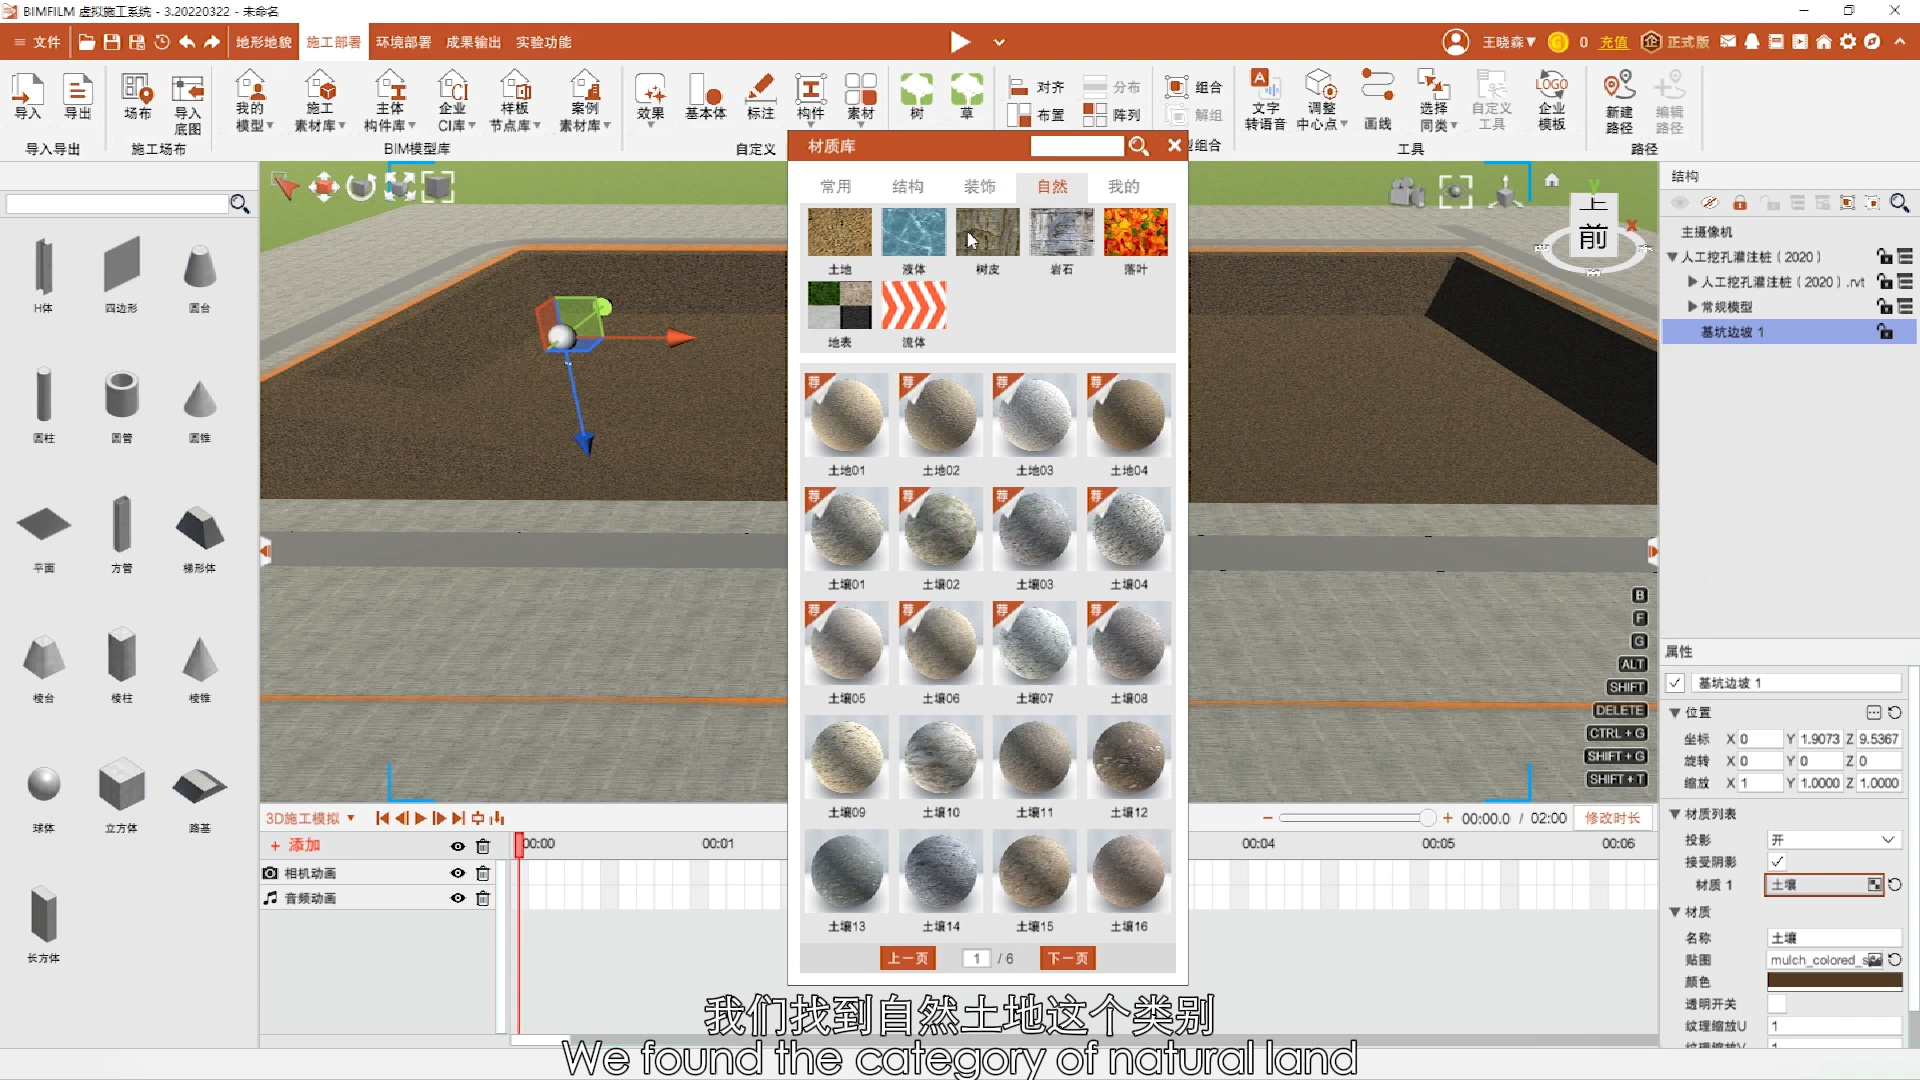 BIMFILM 虚拟施工系统 - 3.20220322 - 未命名
文件 地形地貌 施工部署 环境部署 成果输出 实验功能 王晓森 0 充值 正式版
导入 导出 场布 导入底图 我的模型 施工素材库 主体构件库 企业CI库 样板节点库 案例素材库 效果 基本体 标注 构件 素材 树 草 对齐 分布 布置 阵列 组合 解组 文字转语音 调整中心点 画线 选择同类 自定义工具 LOGO 企业模板 新建路径 编辑路径
导入导出 施工场布 BIM模型库 自定义 型组合 工具 路径
材质库
常用 结构 装饰 自然 我的
土地 液体 树皮 岩石 落叶
地表 流体
荐 荐 荐 荐
土地01 土地02 土地03 土地04
荐 荐 荐 荐
土壤01 土壤02 土壤03 土壤04
荐 荐 荐 荐
土壤05 土壤06 土壤07 土壤08
土壤09 土壤10 土壤11 土壤12
土壤13 土壤14 土壤15 土壤16
上一页 1 / 6 下一页
H体 四边形 圆台
圆柱 圆管 圆锥
平面 方管 梯形体
棱台 棱柱 棱锥
球体 立方体 路基
长方体
上
前
Y
X
B
F
G
ALT
SHIFT
DELETE
CTRL + G
SHIFT + G
SHIFT + T
结构
主摄像机
人工挖孔灌注桩（2020）
人工挖孔灌注桩（2020）.rvt
常规模型
基坑边坡 1
属性
基坑边坡 1
位置
坐标 X 0 Y 1.9073 Z 9.5367
旋转 X 0 Y 0 Z 0
缩放 X 1 Y 1.0000 Z 1.0000
材质列表
投影 开
接受阴影
材质 1 土壤
材质
名称 土壤
贴图 mulch_colored_s
颜色
透明开关
纹理缩放U 1
纹理缩放V 1
3D施工模拟 00:00.0 / 02:00 修改时长
+ 添加 00:00 00:01 00:04 00:05 00:06
相机动画
音频动画
我们找到自然土地这个类别
We found the category of natural land